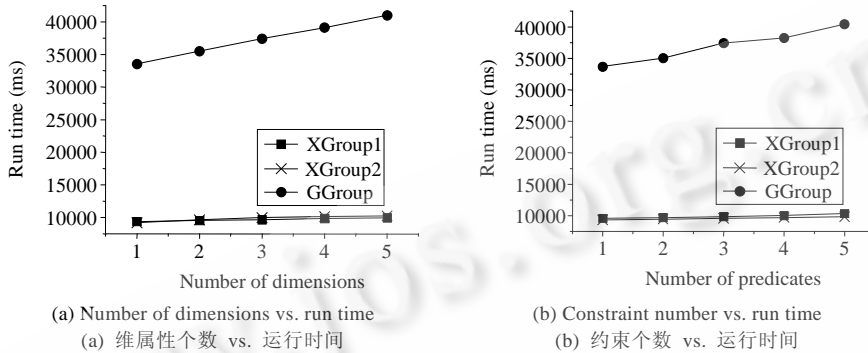 40000
35000
30000
25000
20000
15000
10000
Run time (ms)
XGroup1
XGroup2
GGroup
1 2 3 4 5
Number of dimensions
(a) Number of dimensions vs. run time
(a) 维属性个数 vs. 运行时间
40000
35000
30000
25000
20000
15000
10000
Run time (ms)
XGroup1
XGroup2
GGroup
1 2 3 4 5
Number of predicates
(b) Constraint number vs. run time
(b) 约束个数 vs. 运行时间
jos.org.cn